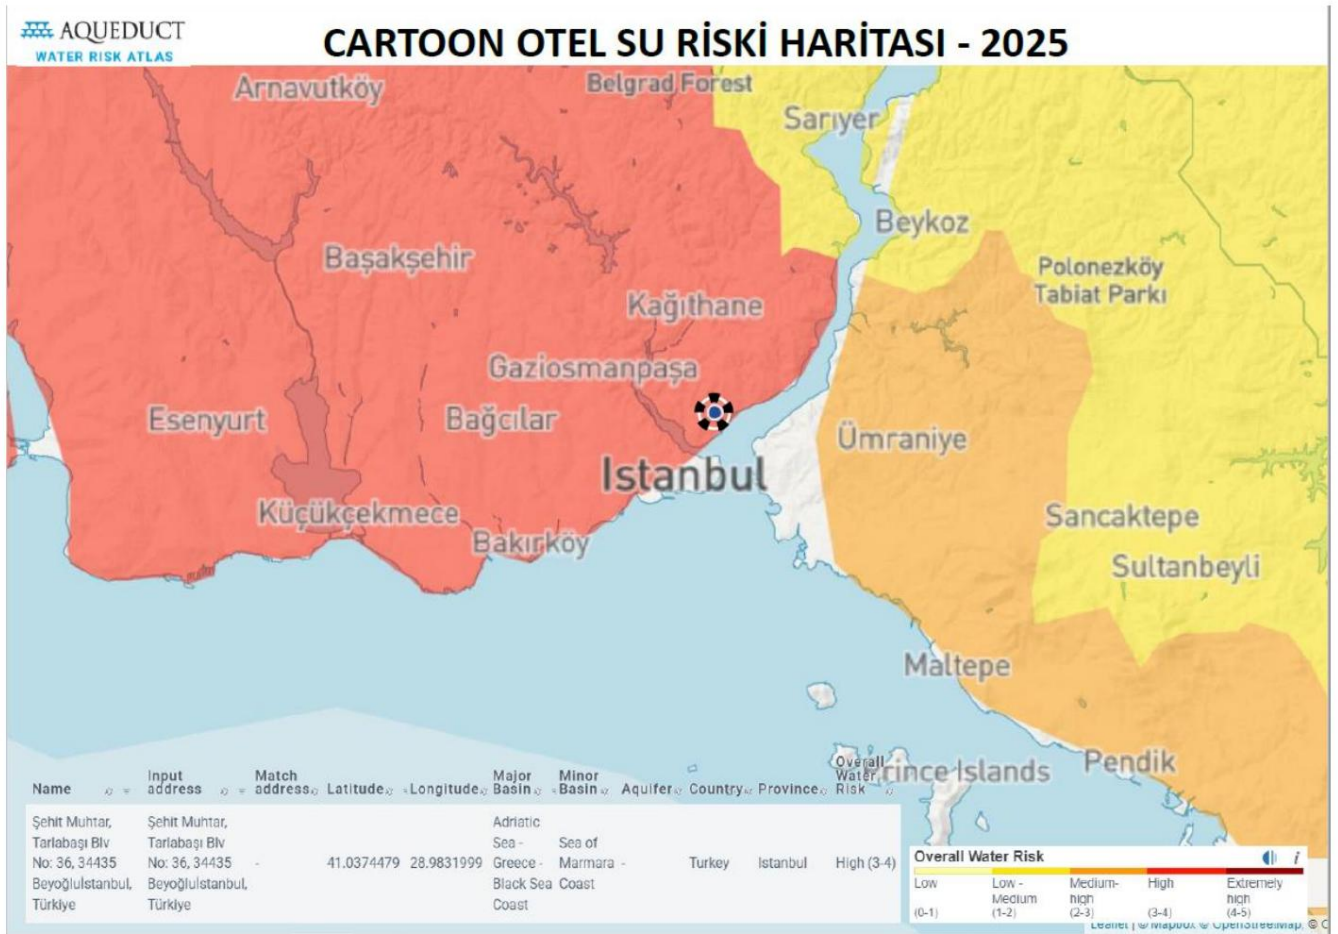 AQUEDUCT
WATER RISK ATLAS
CARTOON OTEL SU RİSKİ HARİTASI - 2025
Arnavutköy
Belgrad Forest
Sarıyer
Beykoz
Başakşehir
Polonezköy
Tabiat Parkı
Kağıthane
Gaziosmanpaşa
Esenyurt
Bağcılar
Ümraniye
Istanbul
Küçükçekmece
Sancaktepe
Bakırköy
Sultanbeyli
Maltepe
Pendik
rince Islands
Name
Input
address
Match
address
Latitude
Longitude
Major
Basin
Minor
Basin
Aquifer
Country
Province
Overall
Water
Risk
Şehit Muhtar,
Tarlabaşı Blv
No: 36, 34435
Beyoğluİstanbul,
Türkiye
Şehit Muhtar,
Tarlabaşı Blv
No: 36, 34435
Beyoğluİstanbul,
Türkiye
-
41.0374479
28.9831999
Adriatic
Sea -
Greece -
Black Sea
Coast
Sea of
Marmara
Coast
-
Turkey
Istanbul
High (3-4)
Overall Water Risk
Low
(0-1)
Low -
Medium
(1-2)
Medium-
high
(2-3)
High
(3-4)
Extremely
high
(4-5)
Leaflet | © Mapbox © OpenStreetMap, ©